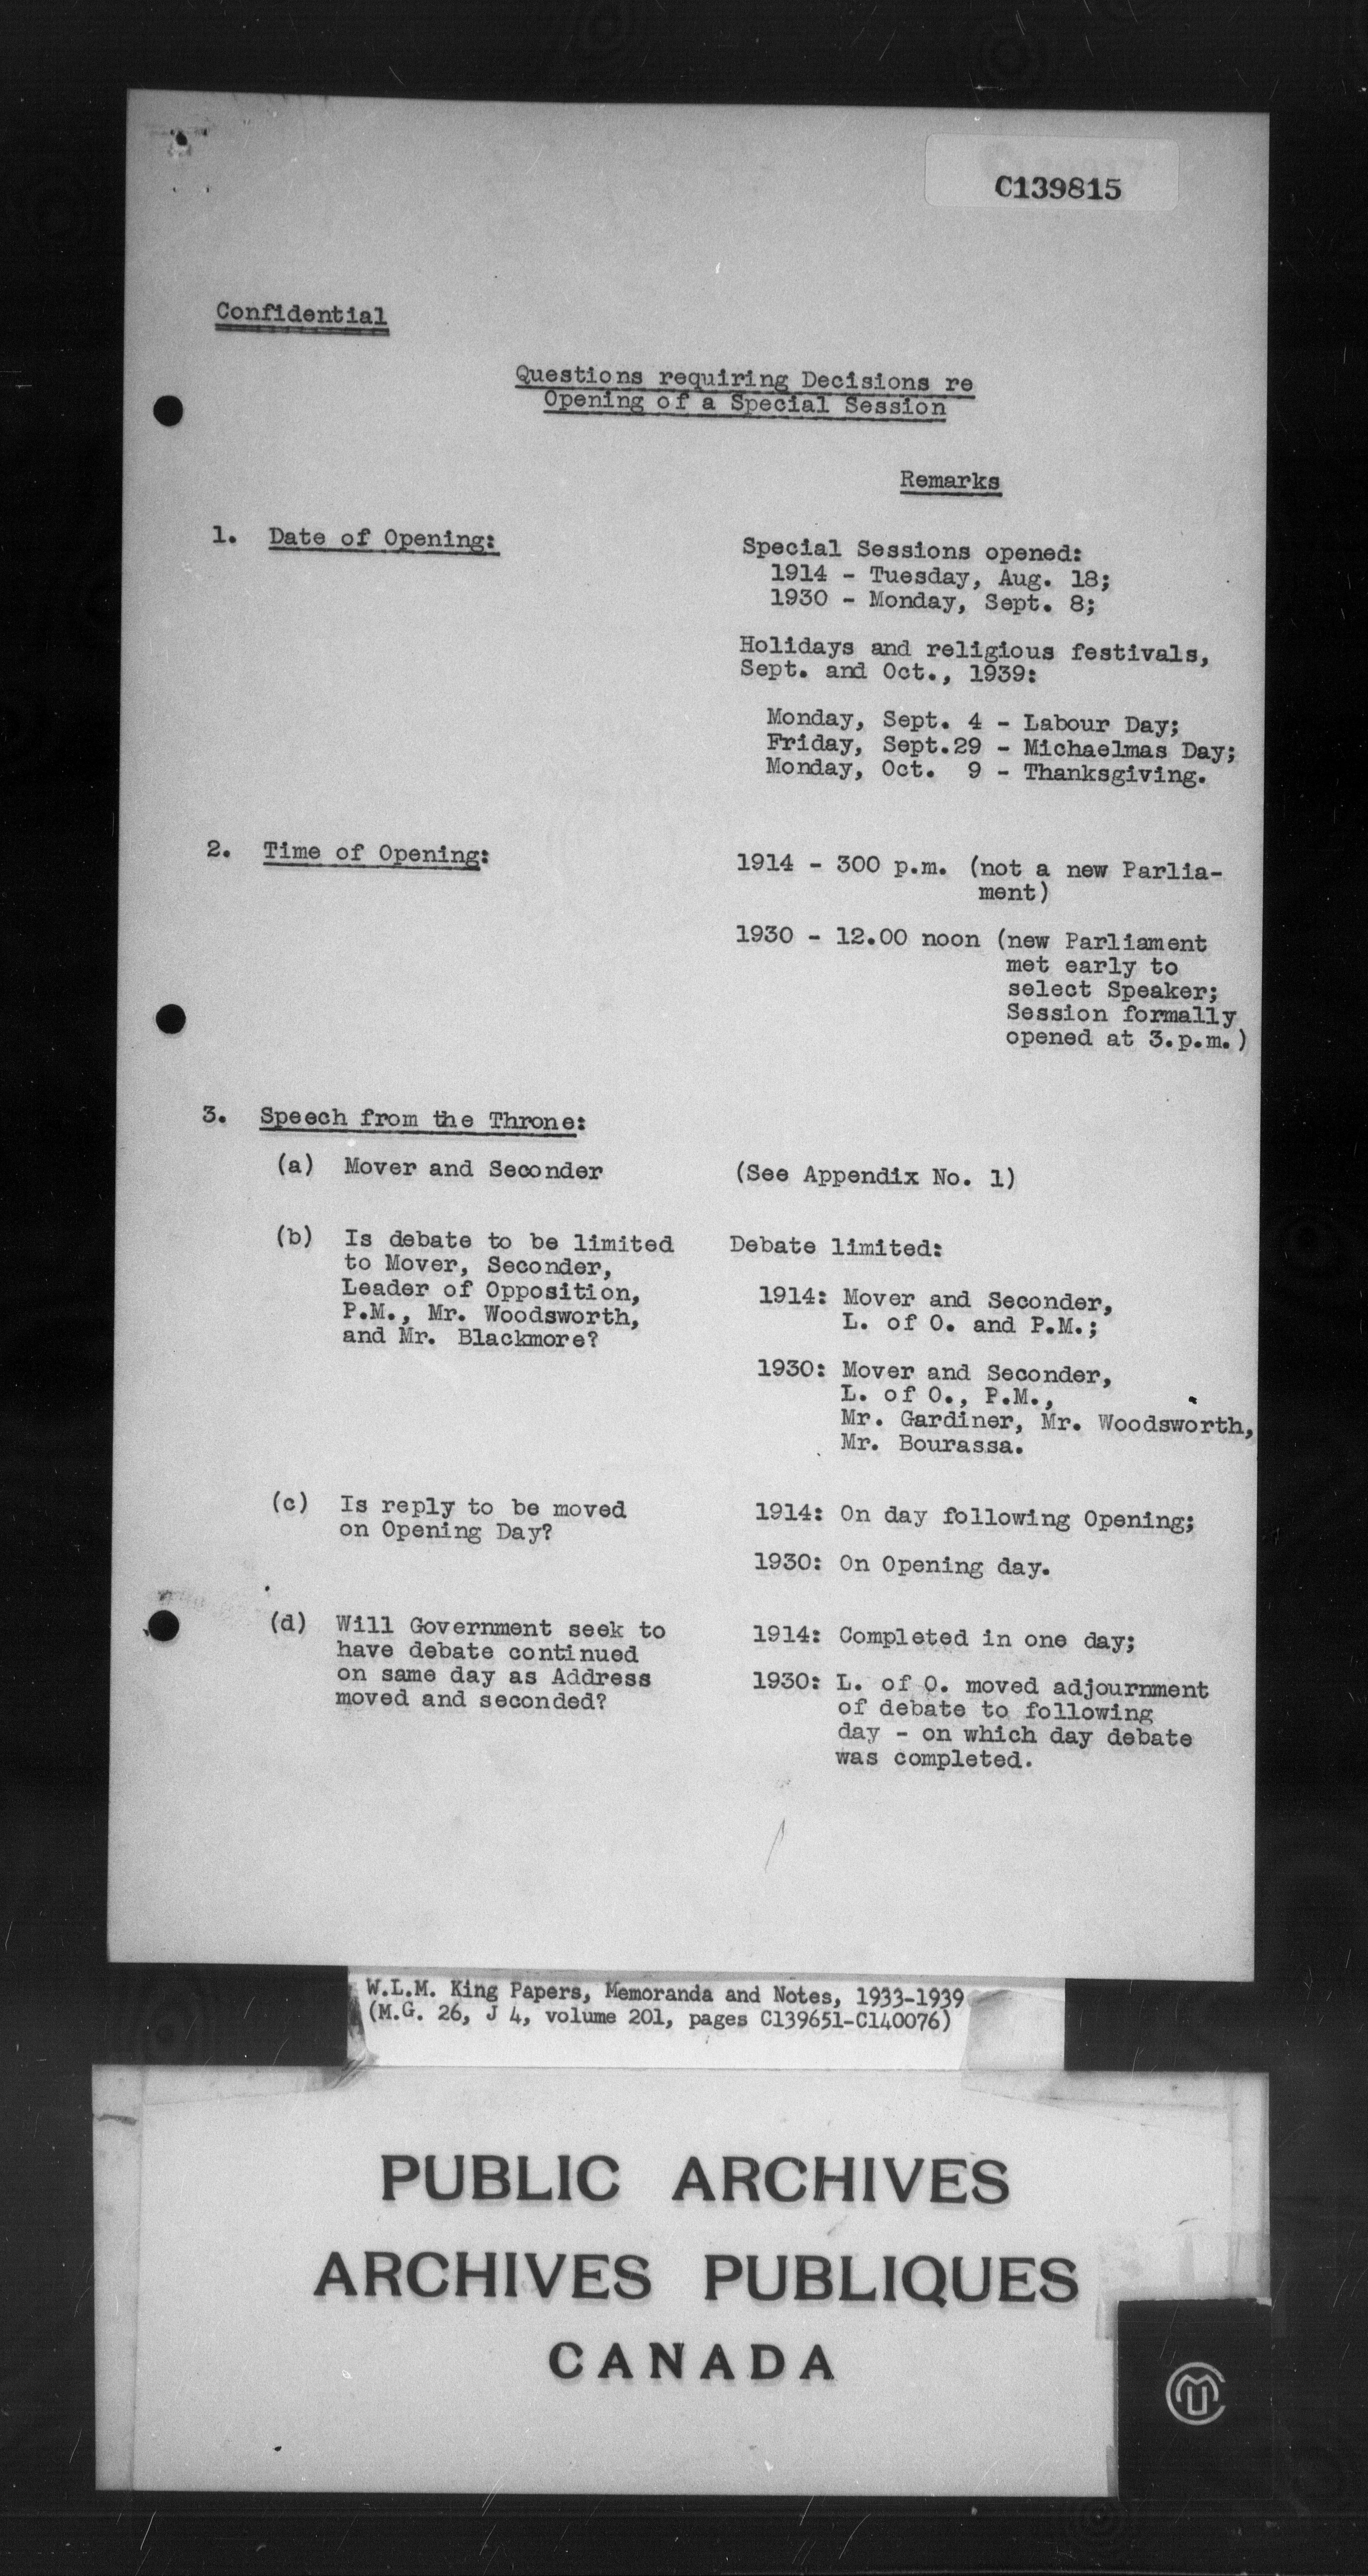 C139815
Confidential
Questions requiring Decisions re
Opening of a Special Session
Remarks
1. Date of Opening:
Special Sessions opened:
1914 - Tuesday, Aug. 18;
1930 - Monday, Sept. 8;
Holidays and religious festivals,
Sept. and Oct., 1939:
Monday, Sept. 4 - Labour Day;
Friday, Sept.29 - Michaelmas Day;
Monday, Oct. 9 - Thanksgiving.
2. Time of Opening:
1914 - 300 p.m. (not a new Parlia-
ment)
1930 - 12.00 noon (new Parliament
met early to
select Speaker;
Session formally
opened at 3.p.m.)
3. Speech from the Throne:
(a) Mover and Seconder
(See Appendix No. 1)
(b) Is debate to be limited
to Mover, Seconder,
Leader of Opposition,
P.M., Mr. Woodsworth,
and Mr. Blackmore?
Debate limited:
1914: Mover and Seconder,
L. of O. and P.M.;
1930: Mover and Seconder,
L. of O., P.M.,
Mr. Gardiner, Mr. Woodsworth,
Mr. Bourassa.
(c) Is reply to be moved
on Opening Day?
1914: On day following Opening;
1930: On Opening day.
(d) Will Government seek to
have debate continued
on same day as Address
moved and seconded?
1914: Completed in one day;
1930: L. of O. moved adjournment
of debate to following
day - on which day debate
was completed.
W.L.M. King Papers, Memoranda and Notes, 1933-1939
(M.G. 26, J 4, volume 201, pages C139651-C140076)
PUBLIC ARCHIVES
ARCHIVES PUBLIQUES
CANADA